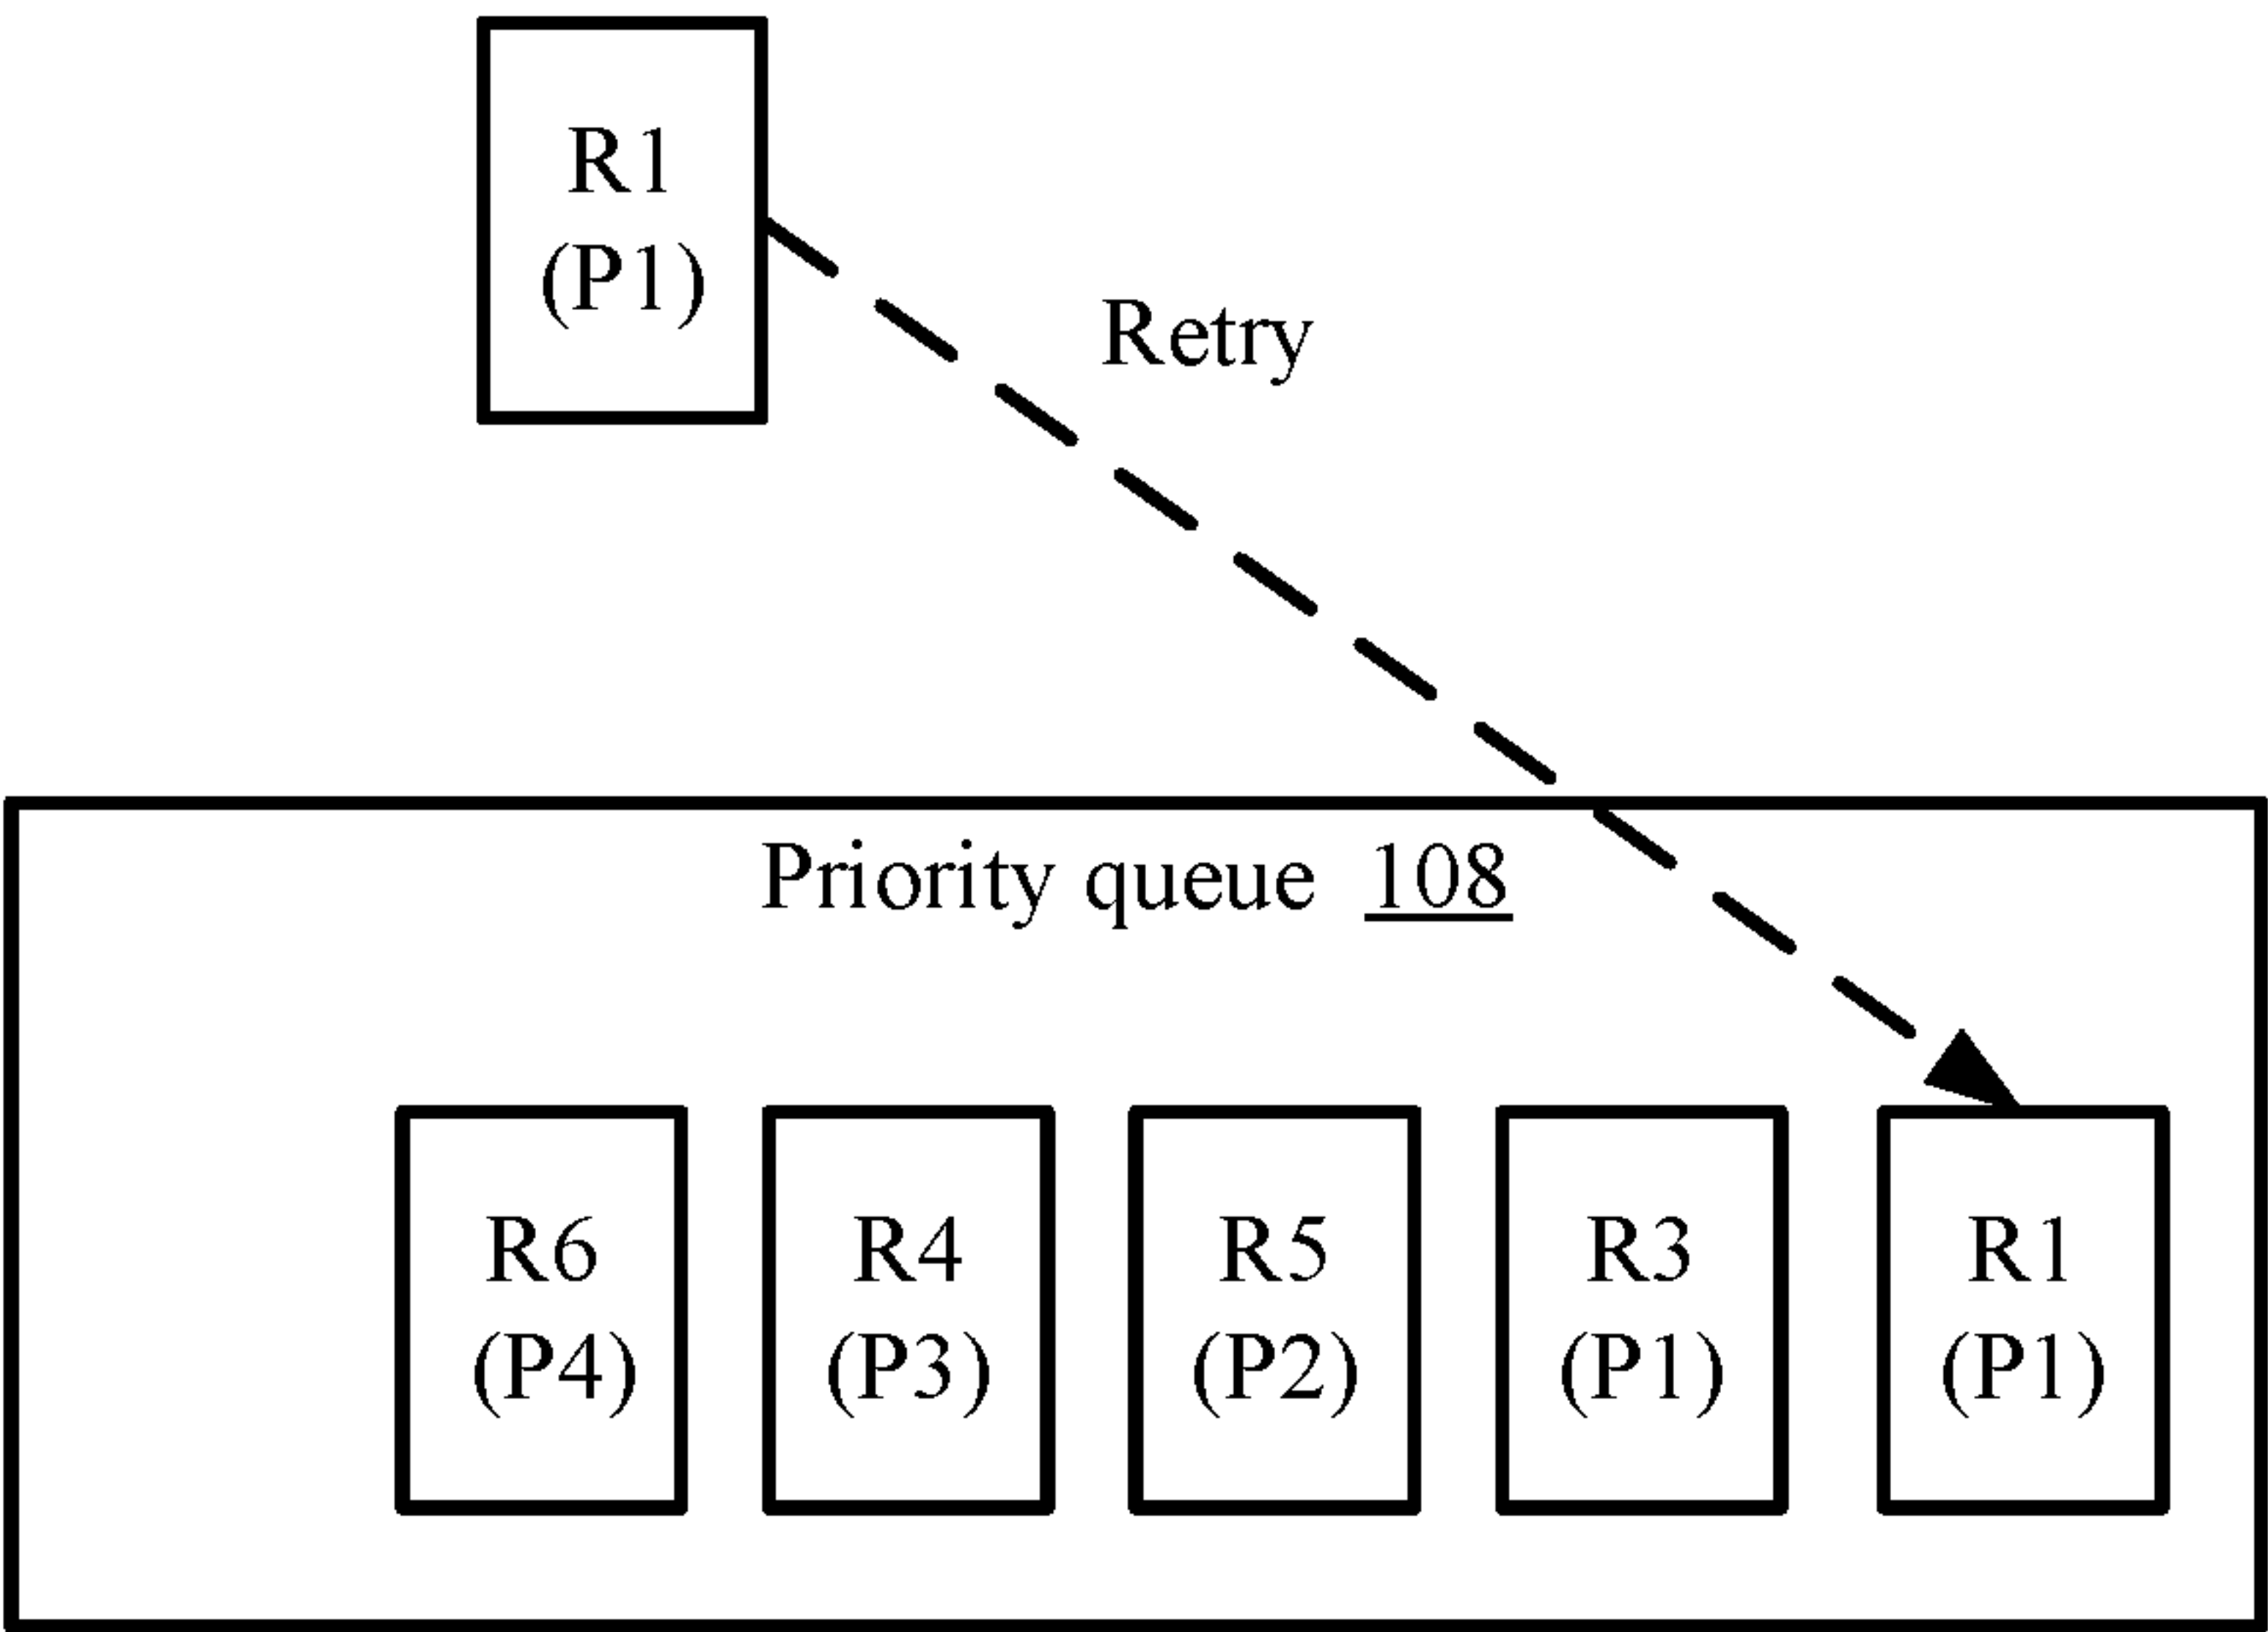 R1
(P1)
Retry
Priority queue 108
R6
(P4)
R4
(P3)
R5
(P2)
R3
(P1)
R1
(P1)